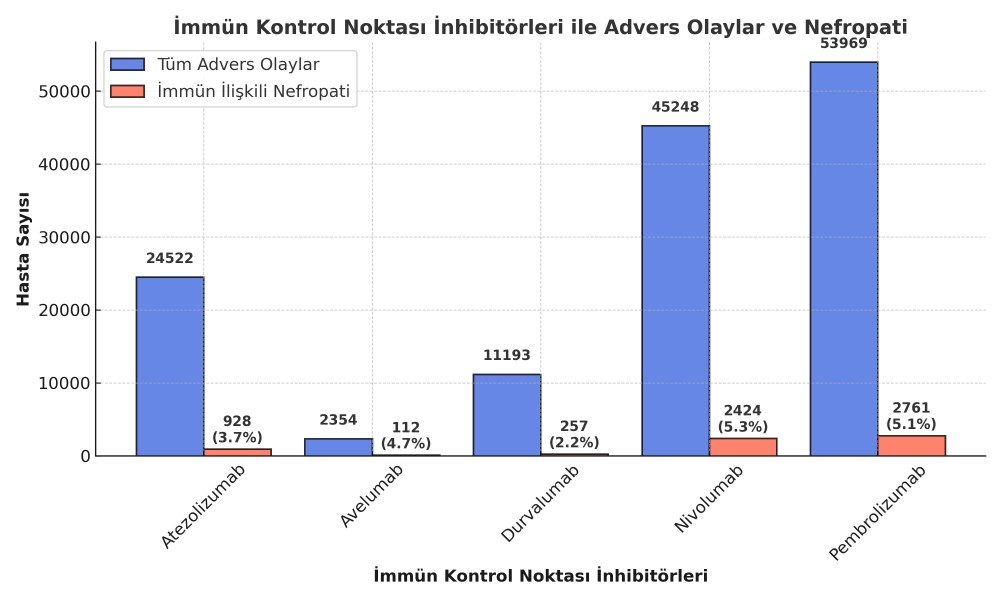 İmmün Kontrol Noktası İnhibitörleri ile Advers Olaylar ve Nefropati
Tüm Advers Olaylar
İmmün İlişkili Nefropati
Hasta Sayısı
50000
40000
30000
20000
10000
0
24522
928
(3.7%)
2354
112
(4.7%)
11193
257
(2.2%)
45248
2424
(5.3%)
53969
2761
(5.1%)
Atezolizumab
Avelumab
Durvalumab
Nivolumab
Pembrolizumab
İmmün Kontrol Noktası İnhibitörleri